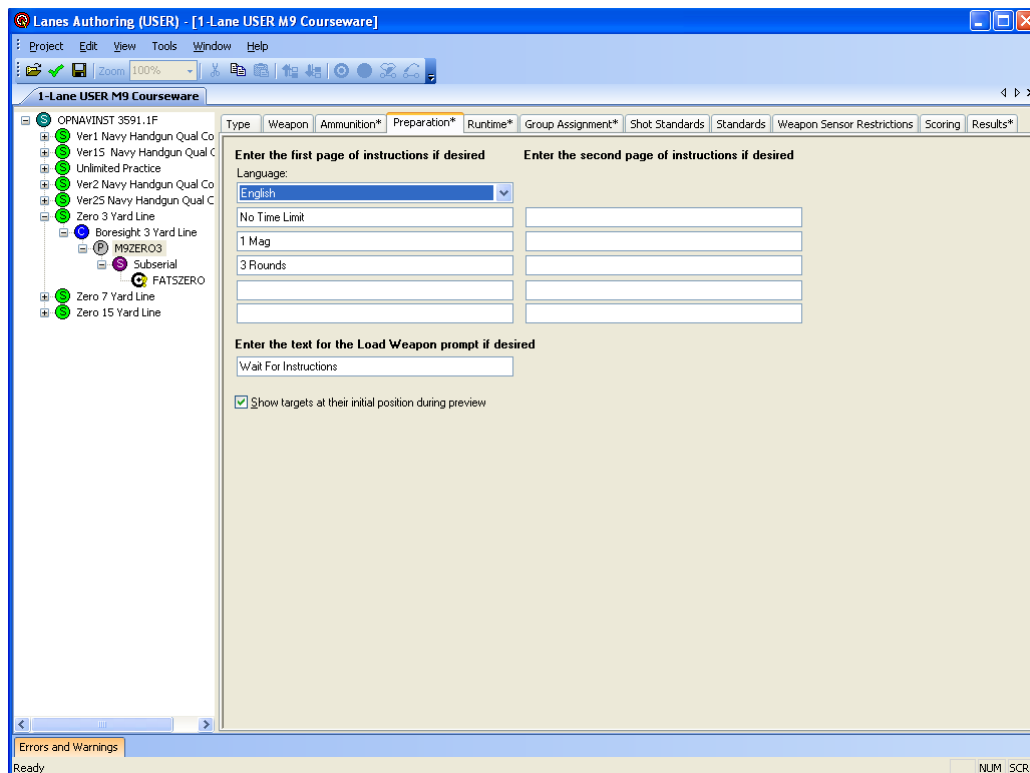 Lanes Authoring (USER) - [1-Lane USER M9 Courseware]
Project Edit View Tools Window Help
Zoom 100%
1-Lane USER M9 Courseware
S OPNAVINST 3591.1F
S Ver1 Navy Handgun Qual Co
S Ver1S Navy Handgun Qual C
S Unlimited Practice
S Ver2 Navy Handgun Qual Co
S Ver2S Navy Handgun Qual C
S Zero 3 Yard Line
C Boresight 3 Yard Line
P M9ZERO3
S Subserial
FATSZERO
S Zero 7 Yard Line
S Zero 15 Yard Line
Type Weapon Ammunition* Preparation* Runtime* Group Assignment* Shot Standards Standards Weapon Sensor Restrictions Scoring Results*
Enter the first page of instructions if desired Enter the second page of instructions if desired
Language:
English
No Time Limit
1 Mag
3 Rounds
Enter the text for the Load Weapon prompt if desired
Wait For Instructions
Show targets at their initial position during preview
Errors and Warnings
Ready NUM SCR